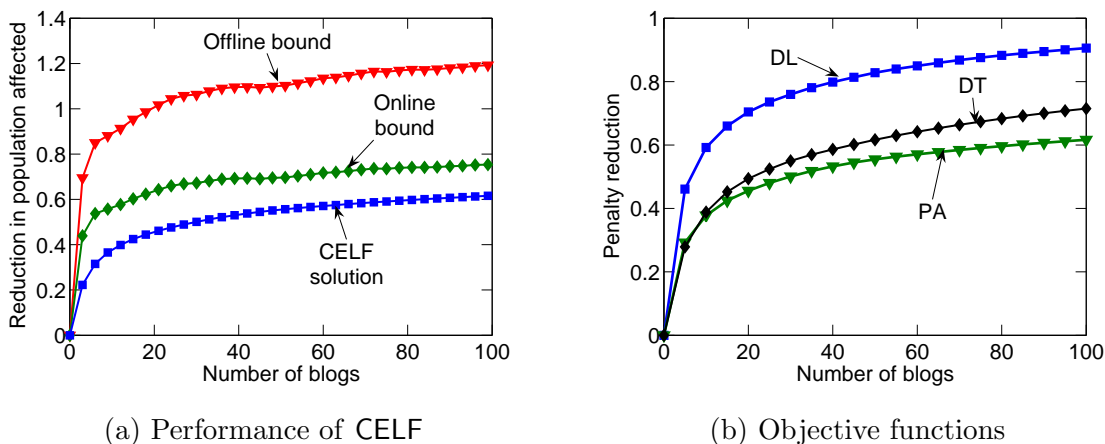 Reduction in population affected
1.4
1.2
1
0.8
0.6
0.4
0.2
0
0 20 40 60 80 100
Number of blogs
Offline bound
Online
bound
CELF
solution
(a) Performance of CELF
Penalty reduction
1
0.8
0.6
0.4
0.2
0
0 20 40 60 80 100
Number of blogs
DL
DT
PA
(b) Objective functions